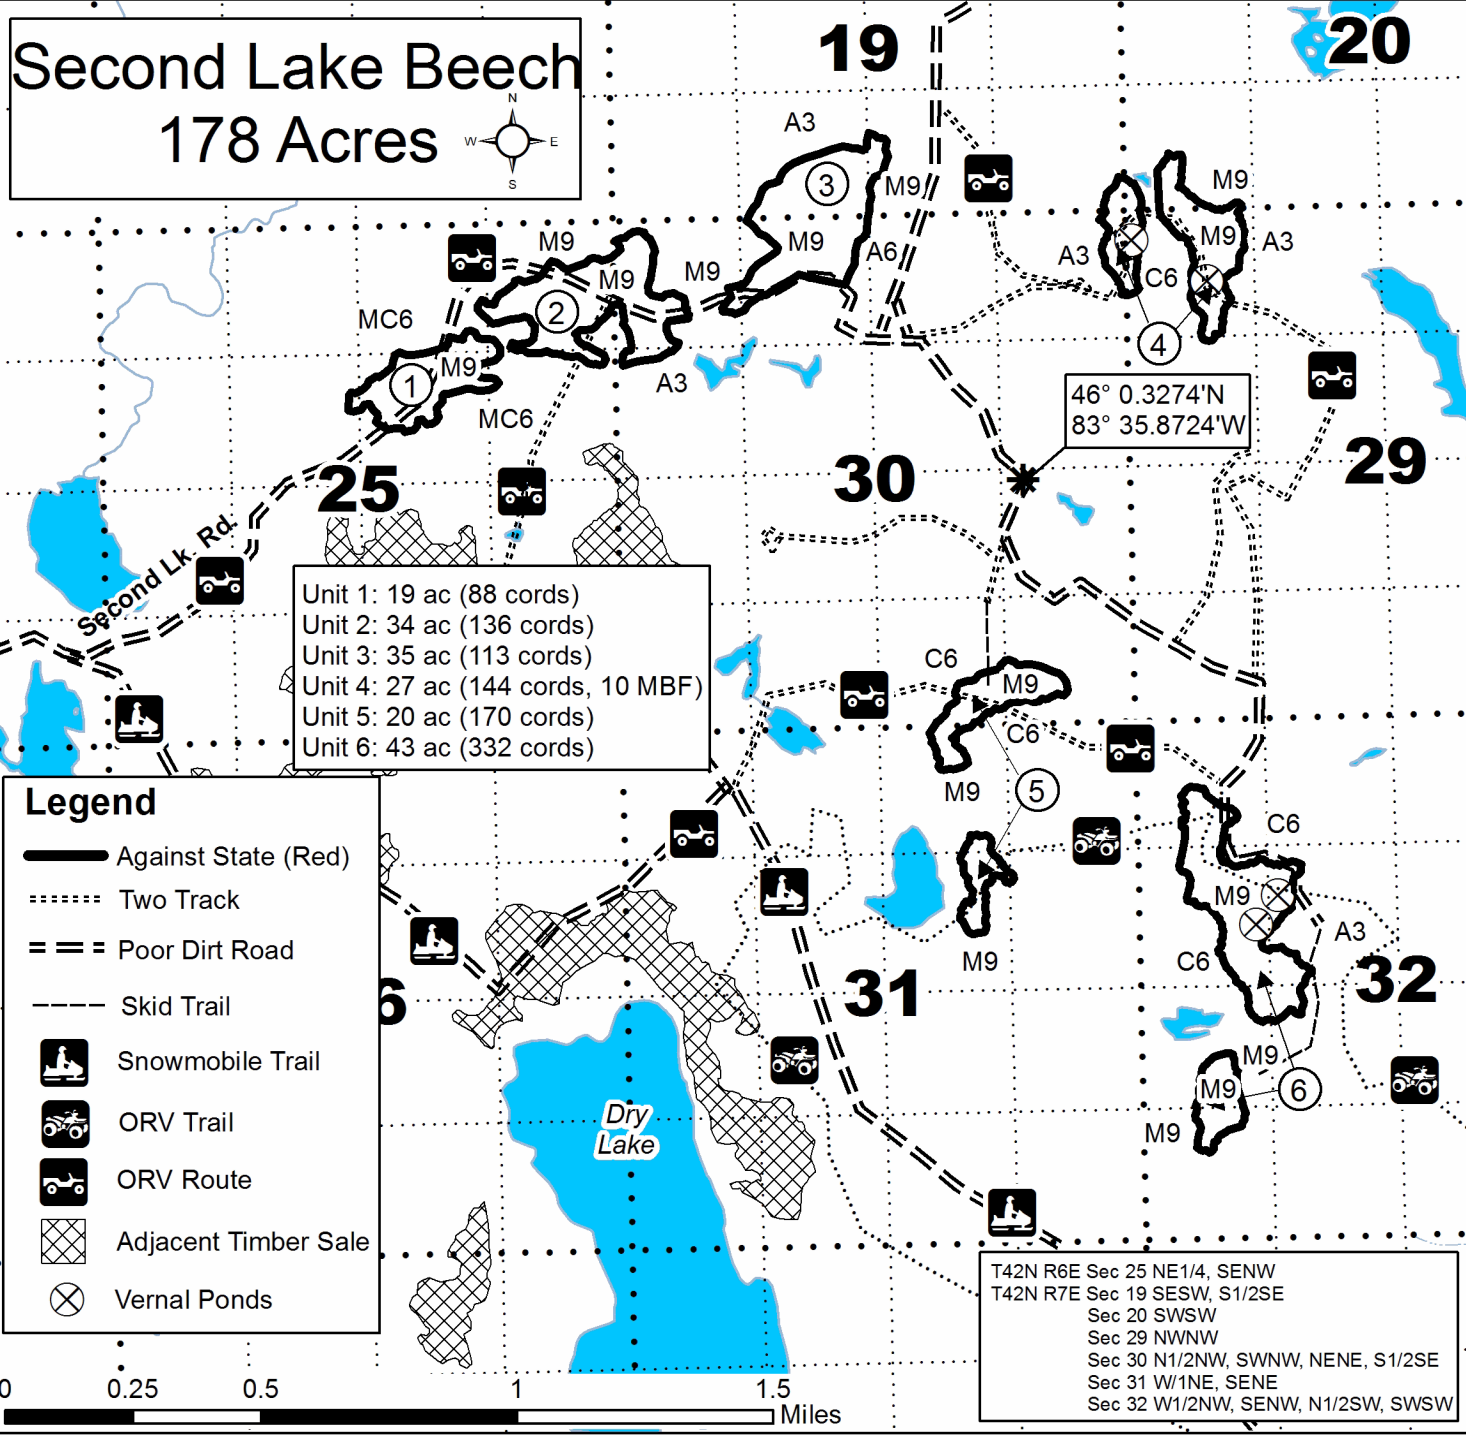 Second Lake Beech
178 Acres
N
W
E
S
19
20
A3
3
M9
M9
A6
M9
M9
A3
M9
A3
C6
4
M9
M9
M9
2
MC6
M9
1
A3
MC6
46° 0.3274'N
83° 35.8724'W
25
30
29
Second Lk. Rd.
Unit 1: 19 ac (88 cords)
Unit 2: 34 ac (136 cords)
Unit 3: 35 ac (113 cords)
Unit 4: 27 ac (144 cords, 10 MBF)
Unit 5: 20 ac (170 cords)
Unit 6: 43 ac (332 cords)
C6
M9
C6
M9
5
M9
C6
M9
A3
C6
6
31
32
M9
M9
6
M9
Dry
Lake
Legend
Against State (Red)
Two Track
Poor Dirt Road
Skid Trail
Snowmobile Trail
ORV Trail
ORV Route
Adjacent Timber Sale
Vernal Ponds
T42N R6E Sec 25 NE1/4, SENW
T42N R7E Sec 19 SESW, S1/2SE
Sec 20 SWSW
Sec 29 NWNW
Sec 30 N1/2NW, SWNW, NENE, S1/2SE
Sec 31 W/1NE, SENE
Sec 32 W1/2NW, SENW, N1/2SW, SWSW
0 0.25 0.5 1 1.5
Miles